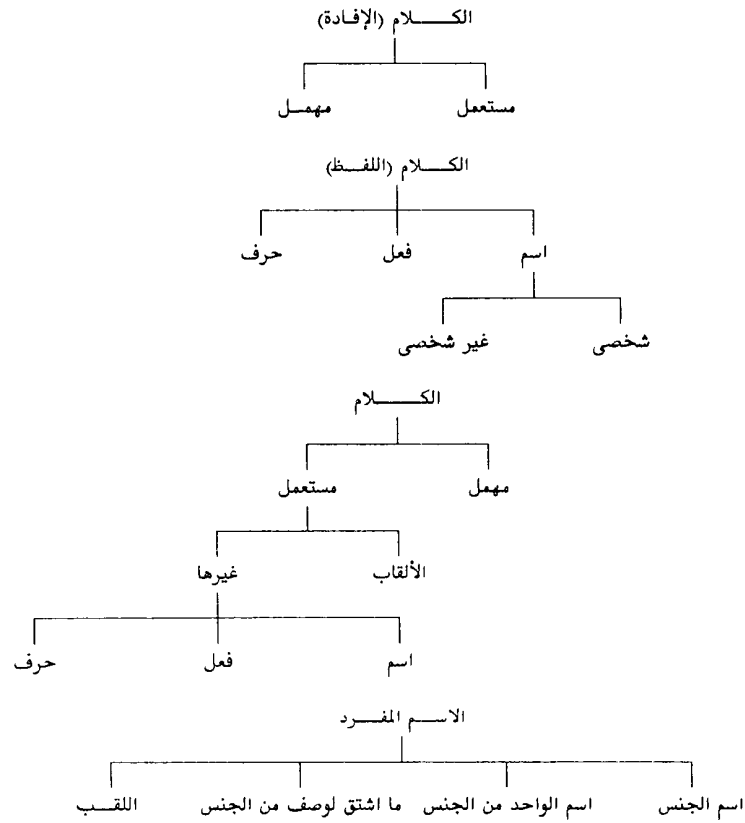 الكلام (الإفادة)
مستعمل مهمل
الكلام (اللفظ)
اسم فعل حرف
شخصى غير شخصى
الكلام
مهمل مستعمل
الألقاب غيرها
اسم فعل حرف
الاسم المفرد
اسم الجنس اسم الواحد من الجنس ما اشتق لوصف من الجنس اللقب